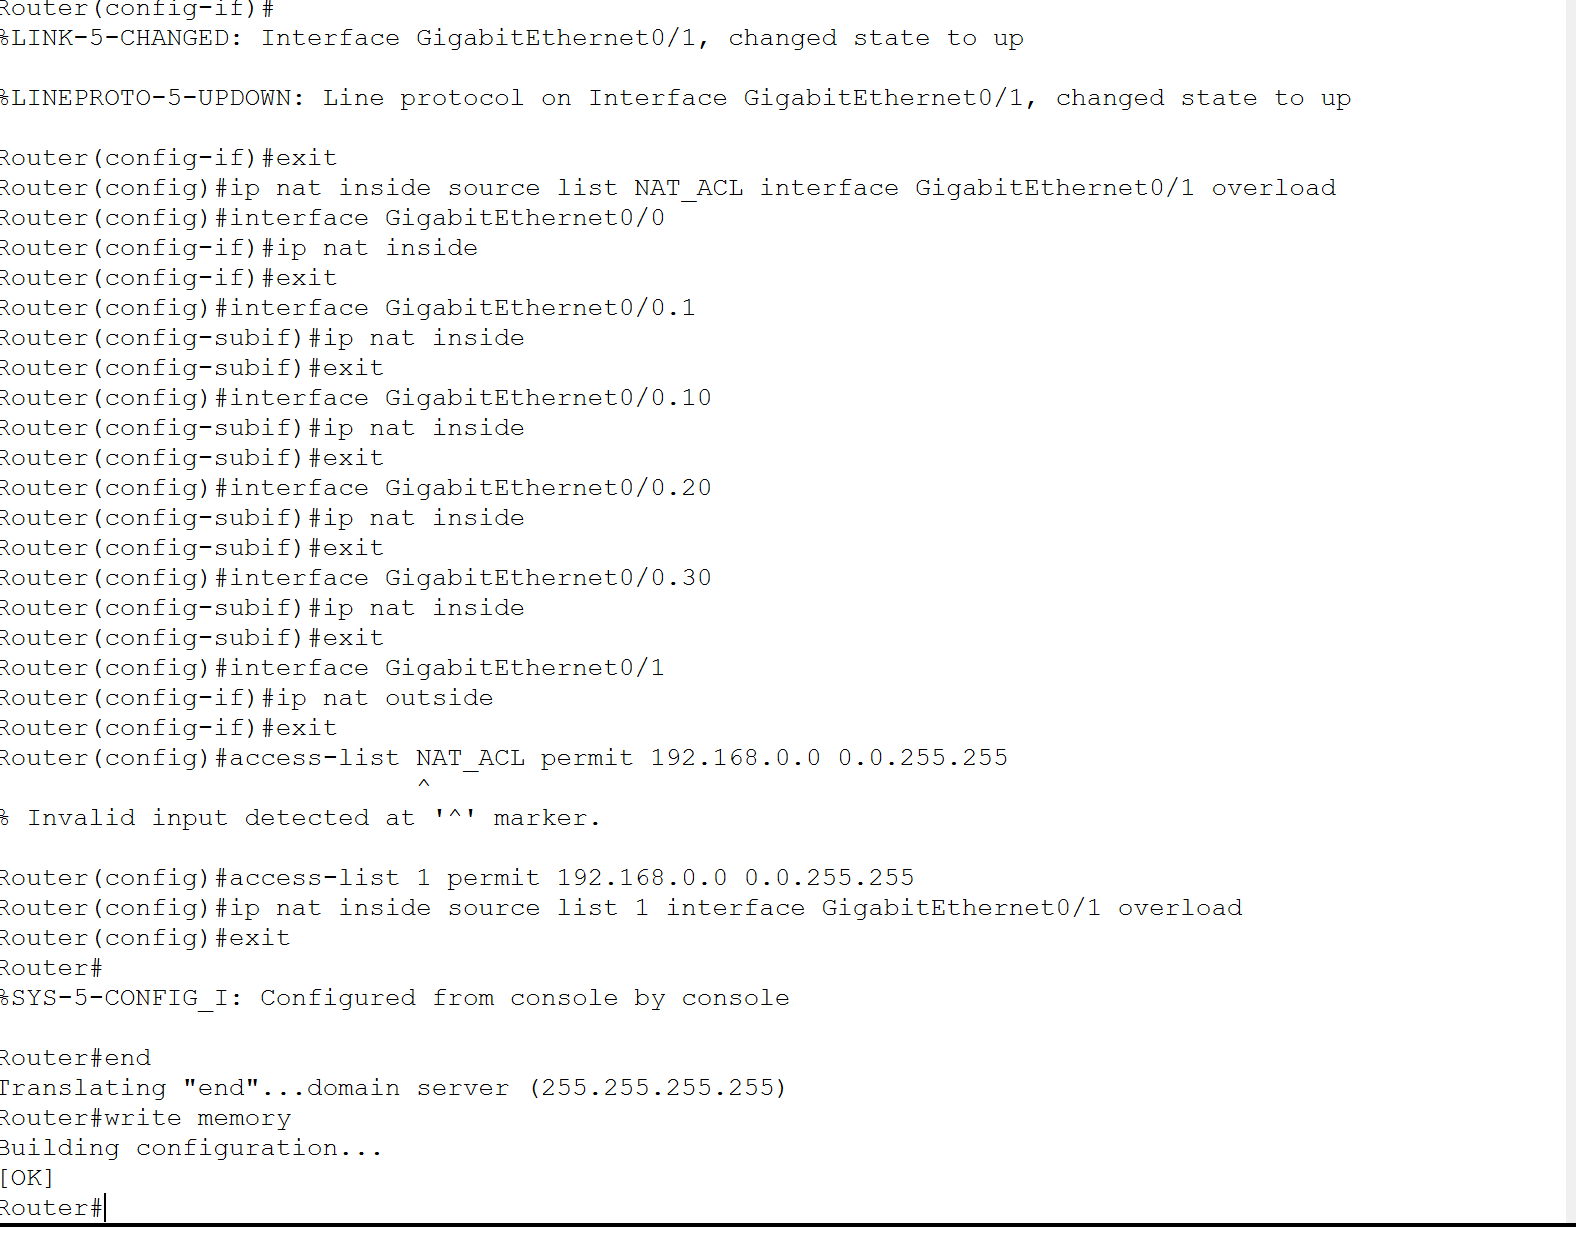 Router(config-if)#
%LINK-5-CHANGED: Interface GigabitEthernet0/1, changed state to up
%LINEPROTO-5-UPDOWN: Line protocol on Interface GigabitEthernet0/1, changed state to up
Router(config-if)#exit
Router(config)#ip nat inside source list NAT_ACL interface GigabitEthernet0/1 overload
Router(config)#interface GigabitEthernet0/0
Router(config-if)#ip nat inside
Router(config-if)#exit
Router(config)#interface GigabitEthernet0/0.1
Router(config-subif)#ip nat inside
Router(config-subif)#exit
Router(config)#interface GigabitEthernet0/0.10
Router(config-subif)#ip nat inside
Router(config-subif)#exit
Router(config)#interface GigabitEthernet0/0.20
Router(config-subif)#ip nat inside
Router(config-subif)#exit
Router(config)#interface GigabitEthernet0/0.30
Router(config-subif)#ip nat inside
Router(config-subif)#exit
Router(config)#interface GigabitEthernet0/1
Router(config-if)#ip nat outside
Router(config-if)#exit
Router(config)#access-list NAT_ACL permit 192.168.0.0 0.0.255.255
^
% Invalid input detected at '^' marker.
Router(config)#access-list 1 permit 192.168.0.0 0.0.255.255
Router(config)#ip nat inside source list 1 interface GigabitEthernet0/1 overload
Router(config)#exit
Router#
%SYS-5-CONFIG_I: Configured from console by console
Router#end
Translating "end"...domain server (255.255.255.255)
Router#write memory
Building configuration...
[OK]
Router#